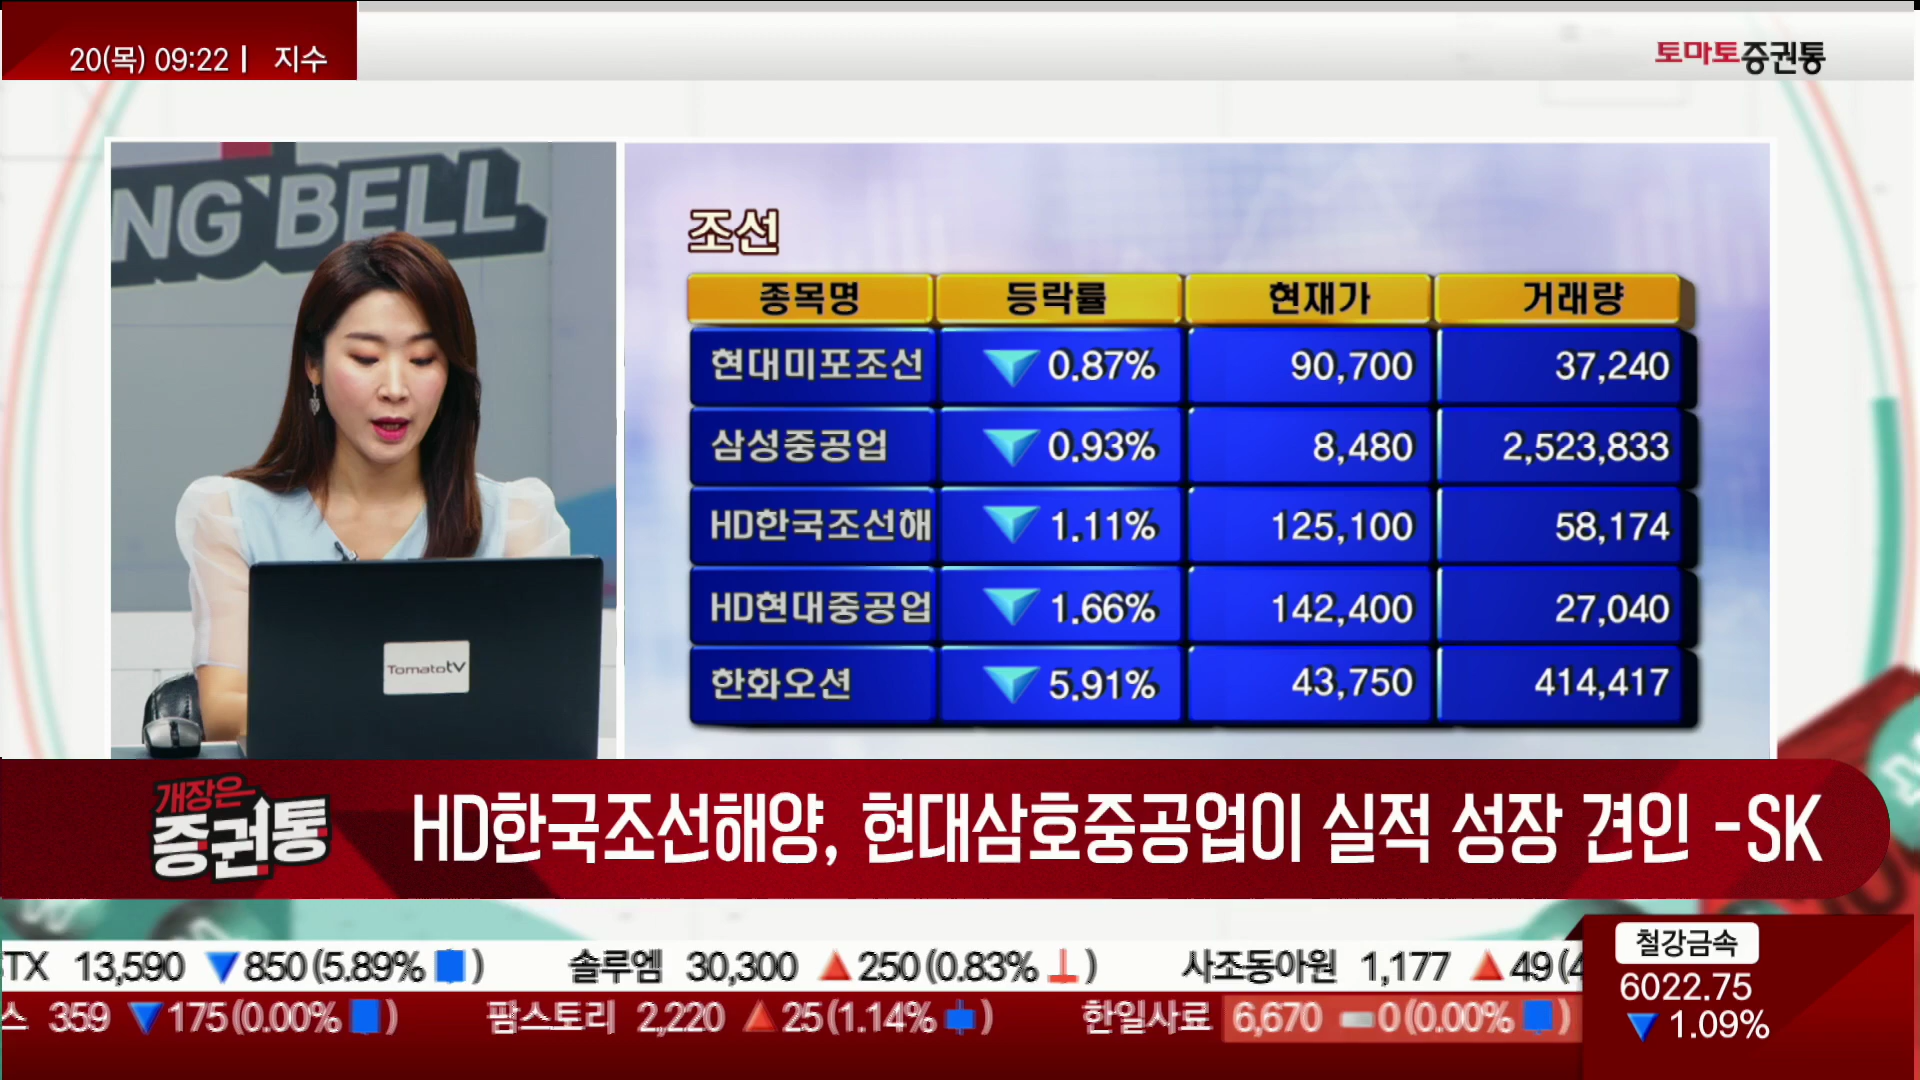 20(목) 09:22 | 지수
토마토증권통
NG BELL
조선
종목명 등락률 현재가 거래량
현대미포조선 ▼ 0.87% 90,700 37,240
삼성중공업 ▼ 0.93% 8,480 2,523,833
HD한국조선해 ▼ 1.11% 125,100 58,174
HD현대중공업 ▼ 1.66% 142,400 27,040
한화오션 ▼ 5.91% 43,750 414,417
TomatoTV
개장은
증권통
HD한국조선해양, 현대삼호중공업이 실적 성장 견인 -SK
STX 13,590 ▼850(5.89% ) 솔루엠 30,300 ▲250(0.83% ) 사조동아원 1,177 ▲49(4
스 359 ▼175(0.00% ) 팜스토리 2,220 ▲25(1.14% ) 한일사료 6,670 0(0.00% )
철강금속
6022.75
▼ 1.09%